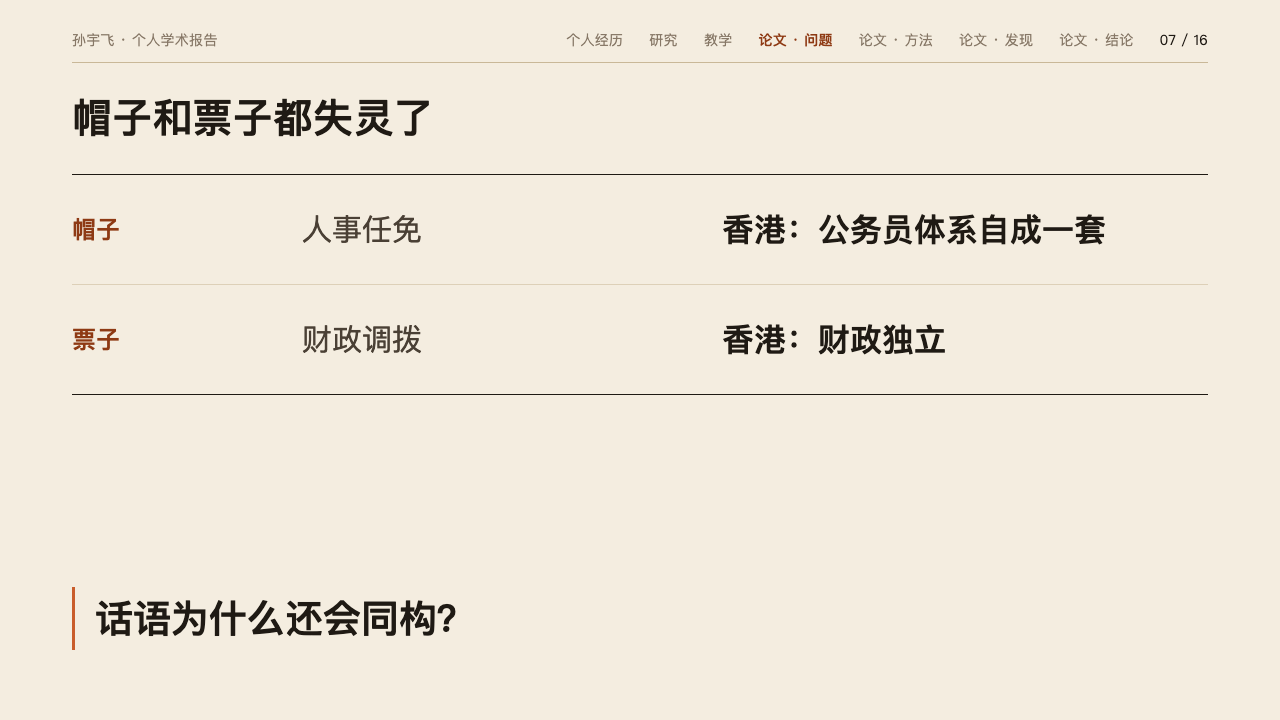 孙宇飞 · 个人学术报告
个人经历 研究 教学 论文 · 问题 论文 · 方法 论文 · 发现 论文 · 结论 07 / 16
帽子和票子都失灵了
帽子 人事任免 香港：公务员体系自成一套
票子 财政调拨 香港：财政独立
话语为什么还会同构?